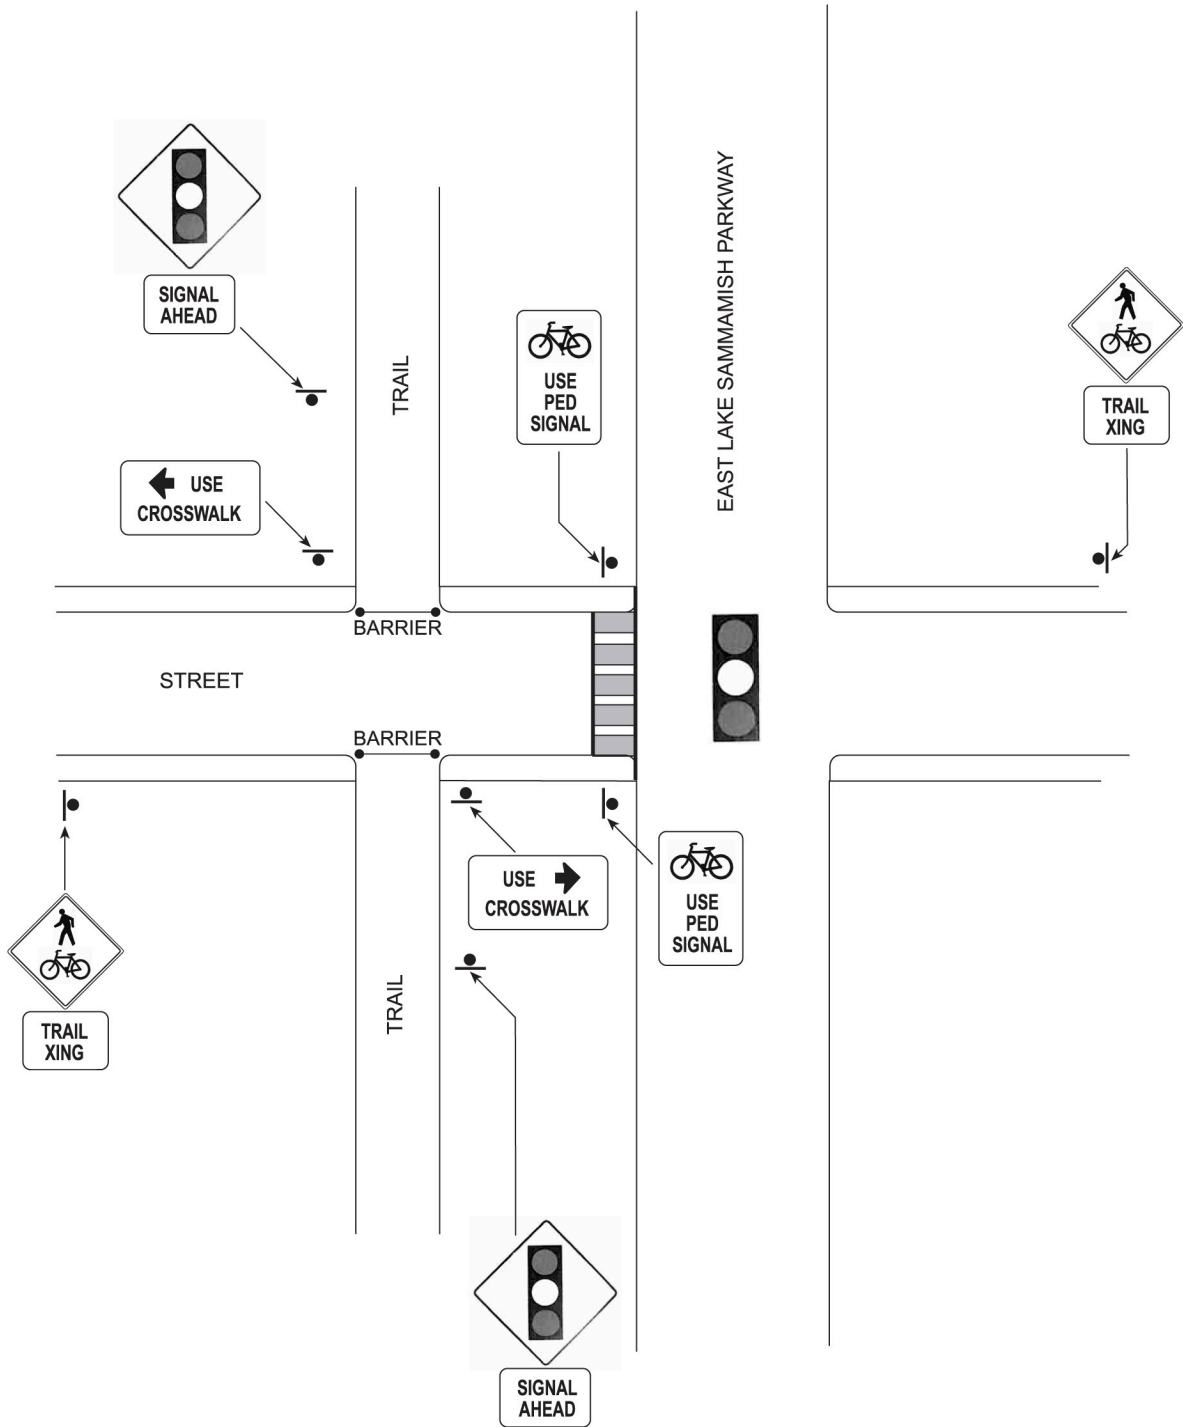 SIGNAL
AHEAD
USE
CROSSWALK
TRAIL
USE
PED
SIGNAL
EAST LAKE SAMMAMISH PARKWAY
TRAIL
XING
BARRIER
STREET
BARRIER
USE
CROSSWALK
USE
PED
SIGNAL
TRAIL
XING
TRAIL
SIGNAL
AHEAD